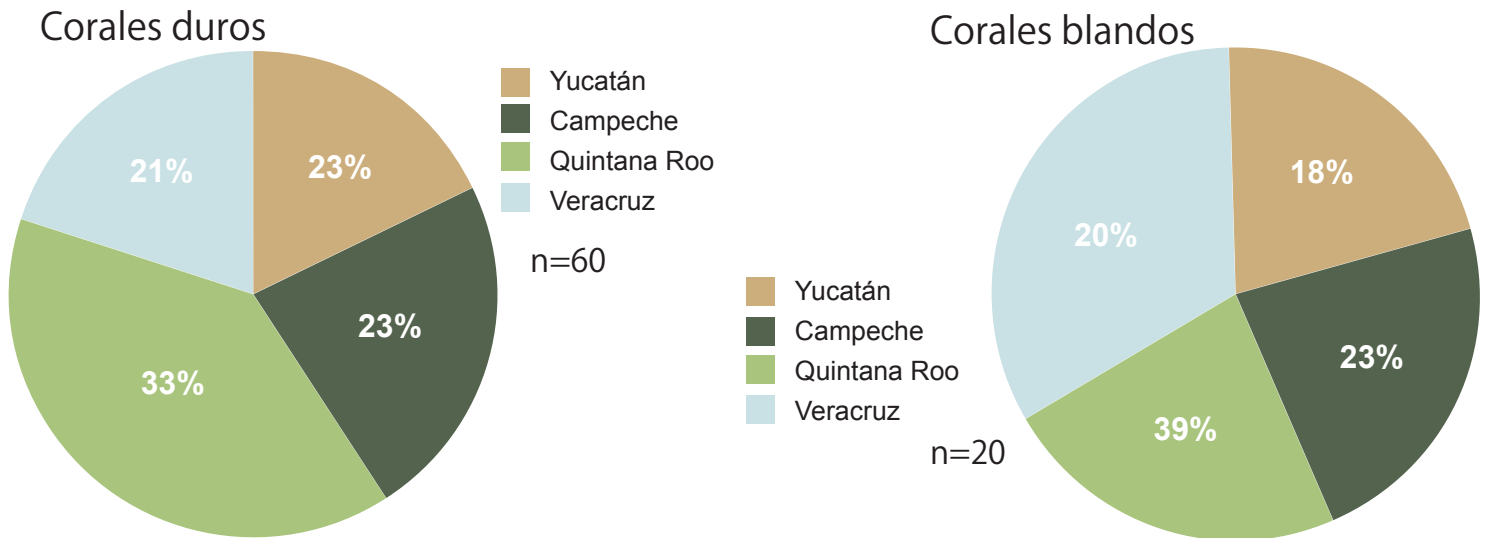 Corales duros
Yucatán
Campeche
Quintana Roo
Veracruz
n=60
23%
23%
33%
21%
Corales blandos
Yucatán
Campeche
Quintana Roo
Veracruz
n=20
18%
23%
39%
20%